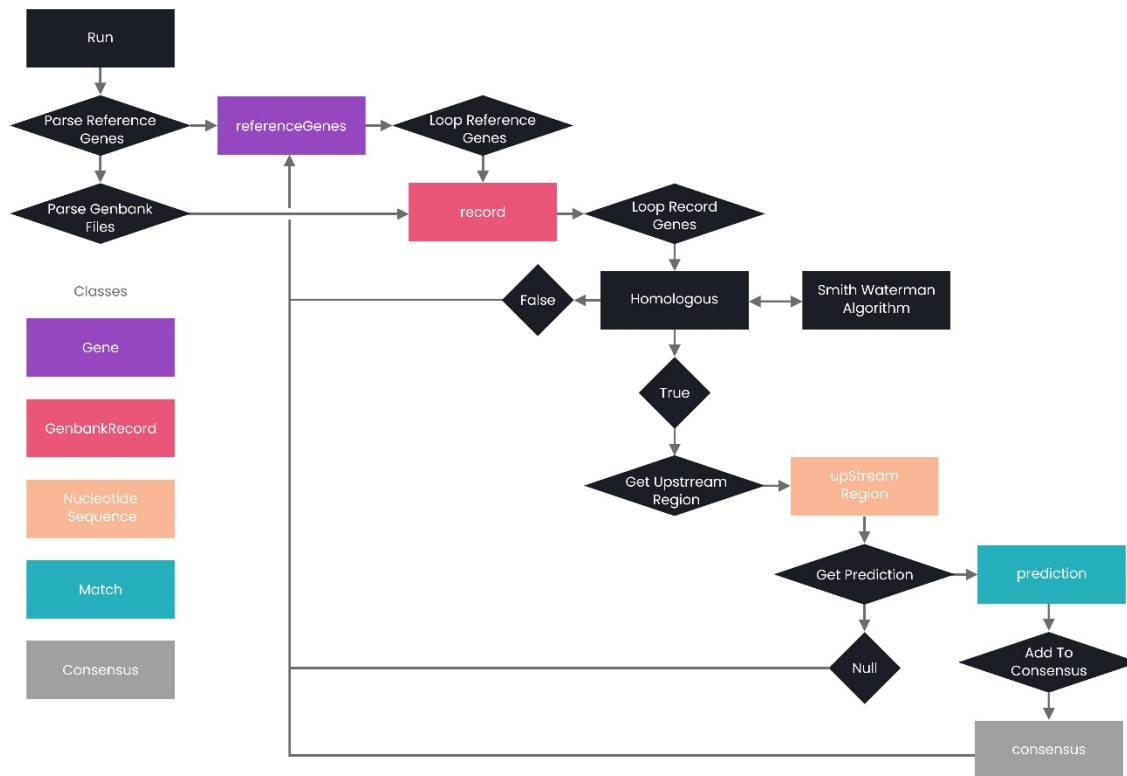 Run
Parse Reference
Genes
referenceGenes
Loop Reference
Genes
Parse Genbank
Files
record
Loop Record
Genes
Classes
False
Homologous
Smith Waterman
Algorithm
Gene
True
GenbankRecord
Get Upstrream
Region
upStream
Region
Nucleotide
Sequence
Get Prediction
prediction
Match
Null
Add To
Consensus
Consensus
consensus